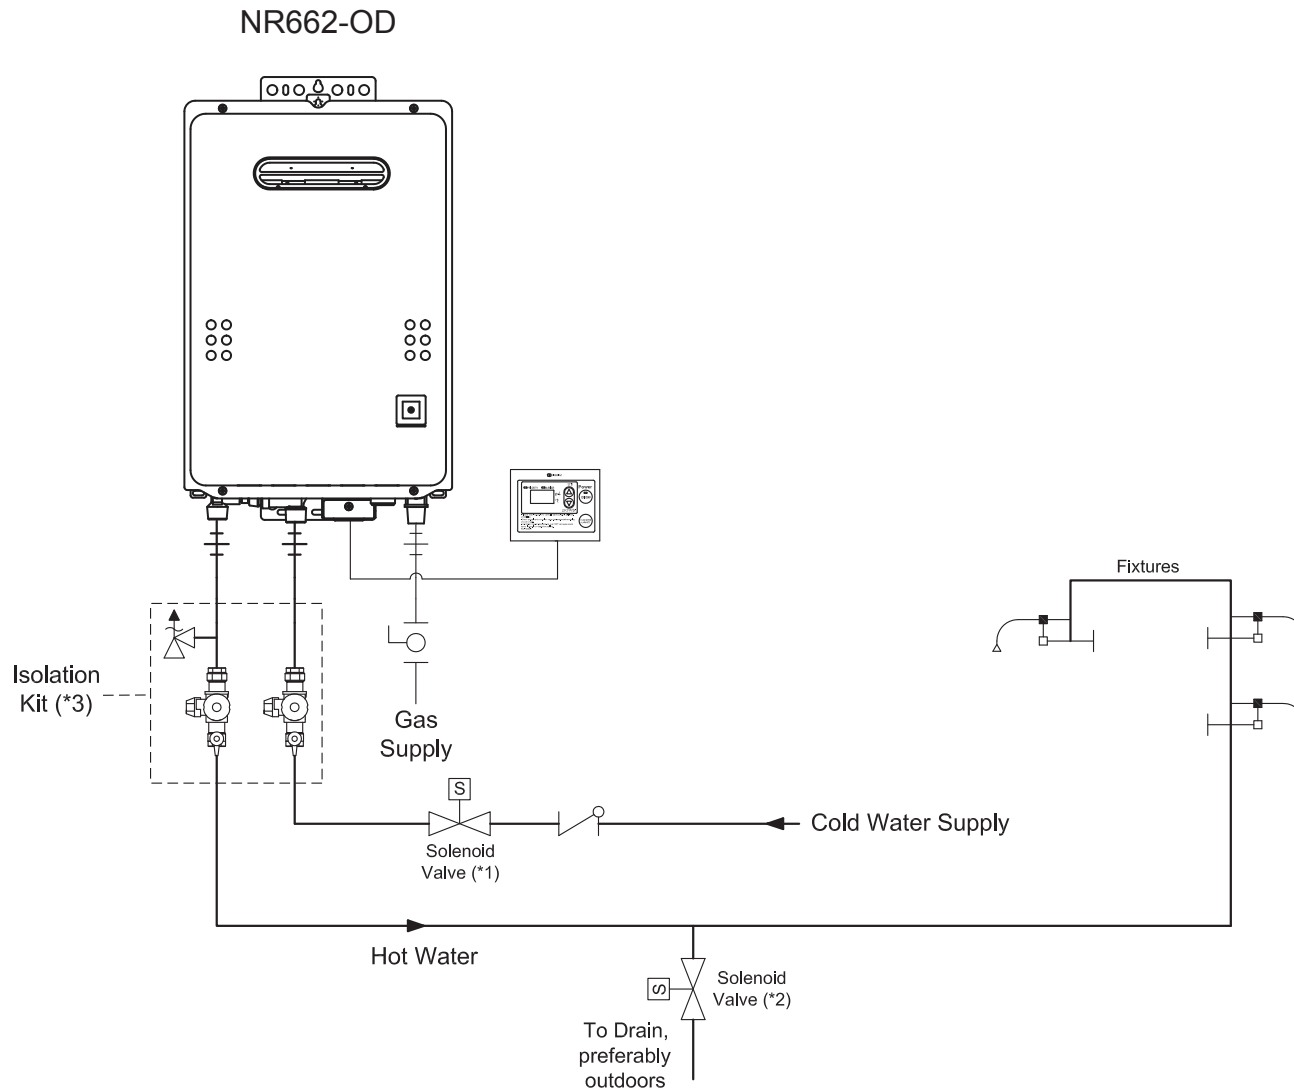 NR662-OD
Power
Fixtures
Isolation
Kit (*3)
Gas
Supply
S
Cold Water Supply
Solenoid
Valve (*1)
Hot Water
S
Solenoid
Valve (*2)
To Drain,
preferably
outdoors